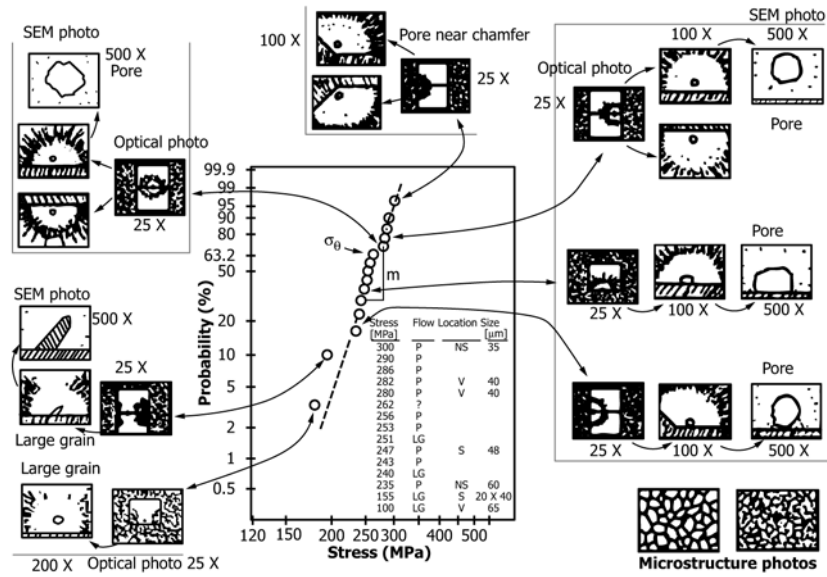 SEM photo
500 X
Pore
Optical photo
25 X
100 X
Pore near chamfer
25 X
SEM photo
100 X
500 X
Optical photo
25 X
Pore
Pore
25 X
100 X
500 X
Pore
25 X
100 X
500 X
SEM photo
500 X
25 X
Large grain
Large grain
200 X
Optical photo 25 X
Probability (%)
99.9
99
95
90
80
63.2
50
20
10
5
2
1
0.5
σθ
m
Stress Flow Location Size
[MPa] [μm]
300 P NS 35
290 P
286 P
282 P V 40
280 P V 40
262 ?
256 P
253 P
251 LG
247 P S 48
243 P
240 LG
235 P NS 60
155 LG S 20 X 40
100 LG V 65
120 150 200 250 300 400 500
Stress (MPa)
Microstructure photos